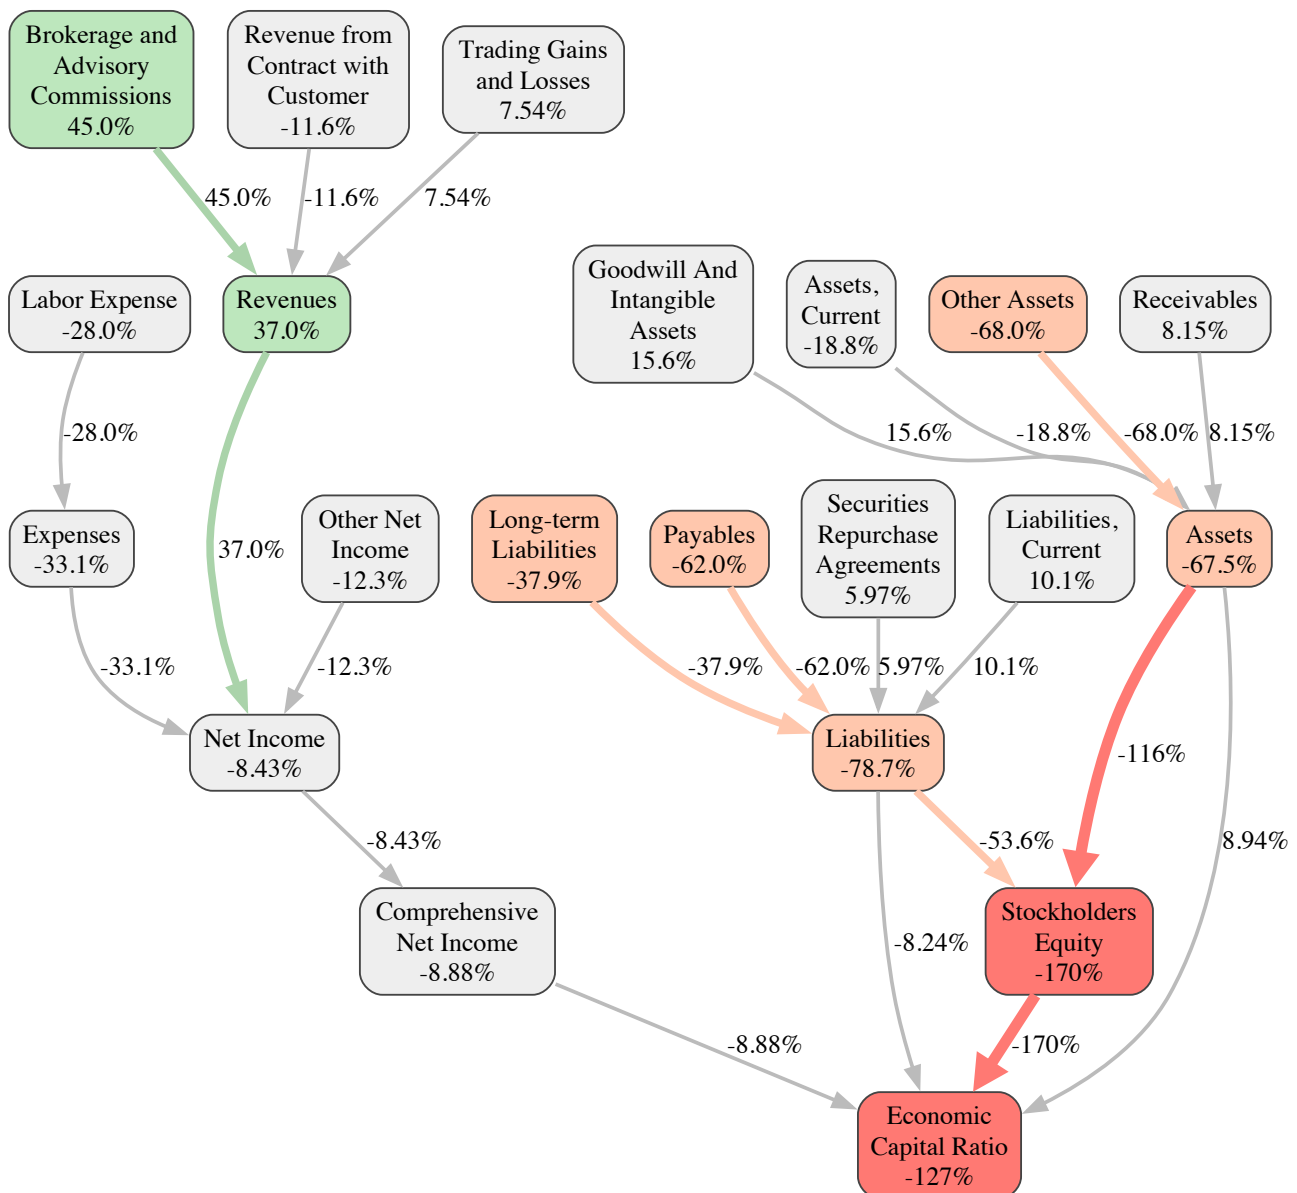 Brokerage and
Advisory
Commissions
45.0%
Revenue from
Contract with
Customer
-11.6%
Trading Gains
and Losses
7.54%
45.0%
-11.6%
7.54%
Labor Expense
-28.0%
Revenues
37.0%
Goodwill And
Intangible
Assets
15.6%
Assets,
Current
-18.8%
Other Assets
-68.0%
Receivables
8.15%
-28.0%
15.6%
-18.8%
-68.0%
8.15%
Expenses
-33.1%
37.0%
Other Net
Income
-12.3%
Long-term
Liabilities
-37.9%
Payables
-62.0%
Securities
Repurchase
Agreements
5.97%
Liabilities,
Current
10.1%
Assets
-67.5%
-33.1%
-12.3%
-37.9%
-62.0%
5.97%
10.1%
Net Income
-8.43%
Liabilities
-78.7%
-116%
-8.43%
-53.6%
8.94%
Comprehensive
Net Income
-8.88%
-8.24%
Stockholders
Equity
-170%
-8.88%
-170%
Economic
Capital Ratio
-127%